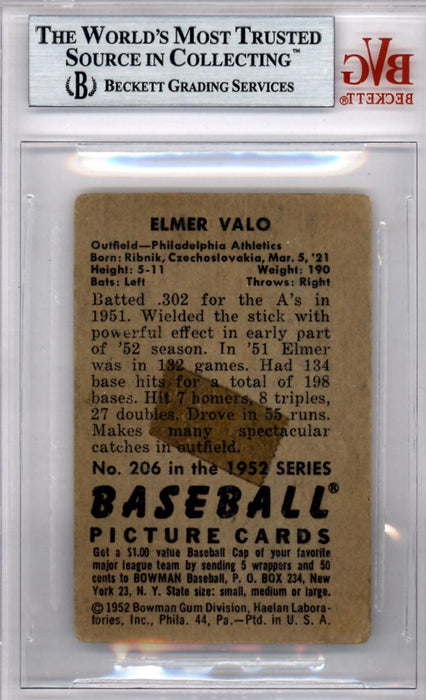 THE WORLD'S MOST TRUSTED
SOURCE IN COLLECTING™
B BECKETT GRADING SERVICES
BVG
BECKETT®
ELMER VALO
Outfield—Philadelphia Athletics
Born: Ribnik, Czechoslovakia, Mar. 5, '21
Height: 5-11 Weight: 190
Bats: Left Throws: Right
Batted .302 for the A's in
1951. Wielded the stick with
powerful effect in early part
of '52 season. In '51 Elmer
was in 132 games. Had 134
base hits for a total of 198
bases. Hit 7 homers, 8 triples,
27 doubles. Drove in 55 runs.
Makes many spectacular
catches in outfield.
No. 206 in the 1952 SERIES
BASEBALL®
PICTURE CARDS
Get a $1.00 value Baseball Cap of your favorite
major league team by sending 5 wrappers and 50
cents to BOWMAN Baseball, P. O. BOX 234, New
York 23, N. Y. State size: small, medium or large.
© 1952 Bowman Gum Division, Haelan Labora-
tories, Inc., Phila. 44, Pa.—Ptd. in U. S. A.